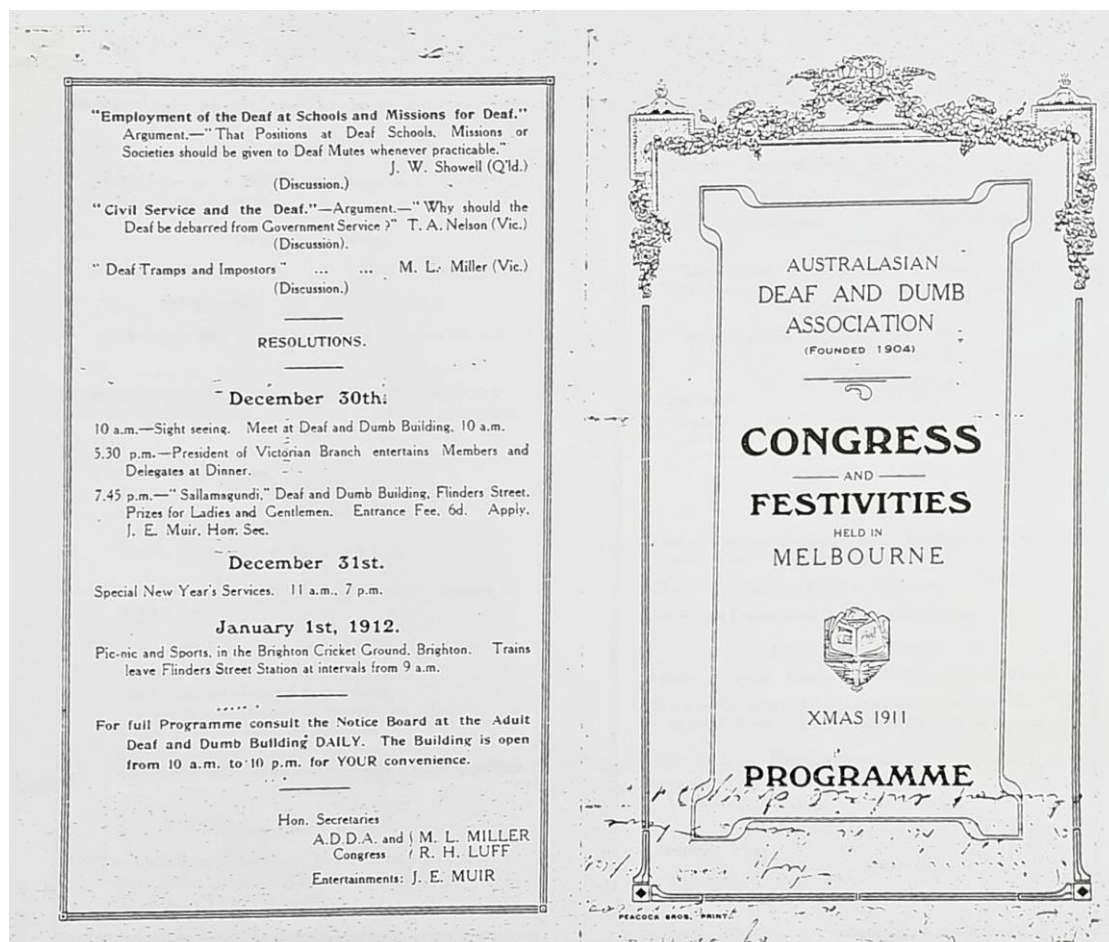 "Employment of the Deaf at Schools and Missions for Deaf."
Argument.—"That Positions at Deaf Schools, Missions or
Societies should be given to Deaf Mutes whenever practicable."
J. W. Showell (Q'ld.)
(Discussion.)
"Civil Service and the Deaf."—Argument.—"Why should the
Deaf be debarred from Government Service?" T. A. Nelson (Vic.)
(Discussion).
"Deaf Tramps and Impostors" ... ... M. L. Miller (Vic.)
(Discussion.)
RESOLUTIONS.
December 30th.
10 a.m.—Sight seeing. Meet at Deaf and Dumb Building, 10 a.m.
5.30 p.m.—President of Victorian Branch entertains Members and
Delegates at Dinner.
7.45 p.m.—"Sallamagundi," Deaf and Dumb Building, Flinders Street.
Prizes for Ladies and Gentlemen. Entrance Fee, 6d. Apply,
J. E. Muir, Hon. Sec.
December 31st.
Special New Year's Services. 11 a.m., 7 p.m.
January 1st, 1912.
Pic-nic and Sports, in the Brighton Cricket Ground, Brighton. Trains
leave Flinders Street Station at intervals from 9 a.m.
For full Programme consult the Notice Board at the Adult
Deaf and Dumb Building DAILY. The Building is open
from 10 a.m. to 10 p.m. for YOUR convenience.
Hon. Secretaries
A.D.D.A. and { M. L. MILLER
Congress { R. H. LUFF
Entertainments: J. E. MUIR
AUSTRALASIAN
DEAF AND DUMB
ASSOCIATION
(FOUNDED 1904)
CONGRESS
AND
FESTIVITIES
HELD IN
MELBOURNE
XMAS 1911
PROGRAMME
PEACOCK BROS. PRINT.